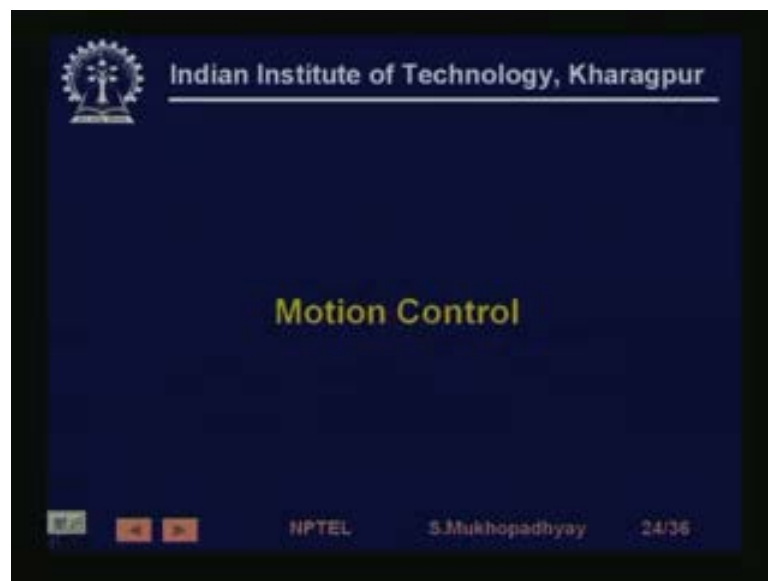 Indian Institute of Technology, Kharagpur
Motion Control
NPTEL S.Mukhopadhyay 24/36